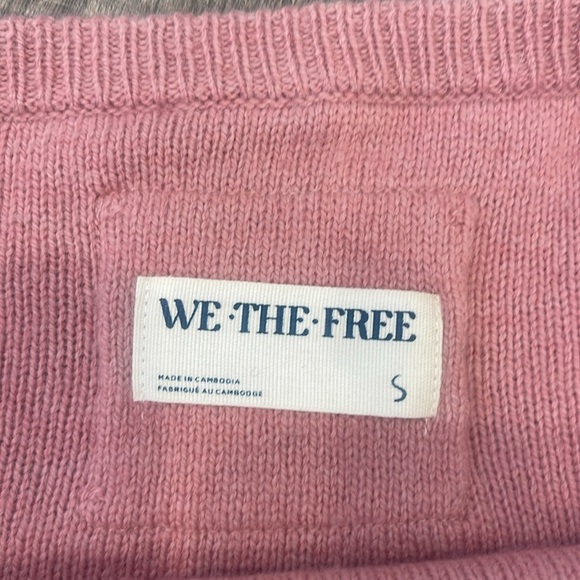 WE·THE·FREE
MADE IN CAMBODIA
FABRIQUÉ AU CAMBODGE
S